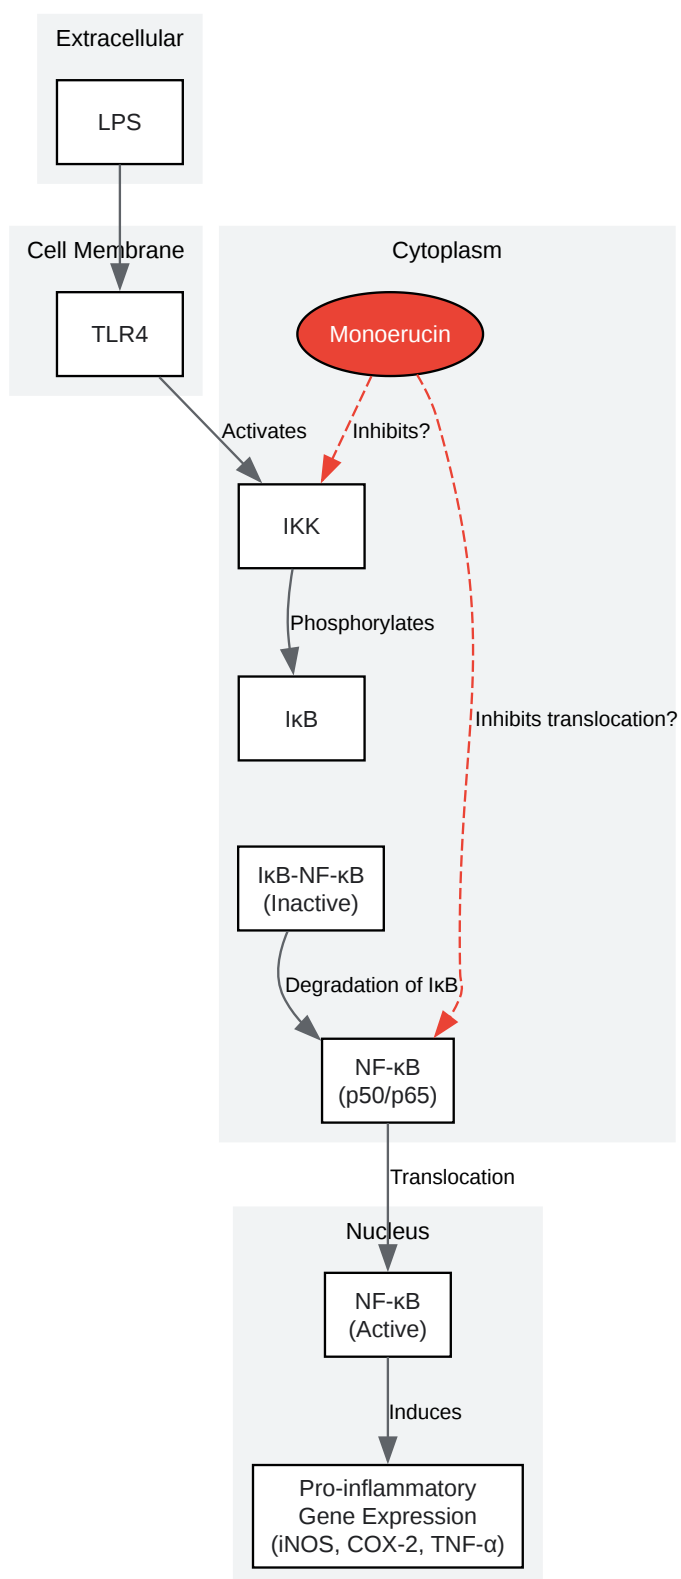 Extracellular
LPS
Cell Membrane
Cytoplasm
TLR4
Monoerucin
Activates
Inhibits?
IKK
Phosphorylates
IκB
Inhibits translocation?
IκB-NF-κB
(Inactive)
Degradation of IκB
NF-κB
(p50/p65)
Translocation
Nucleus
NF-κB
(Active)
Induces
Pro-inflammatory
Gene Expression
(iNOS, COX-2, TNF-α)